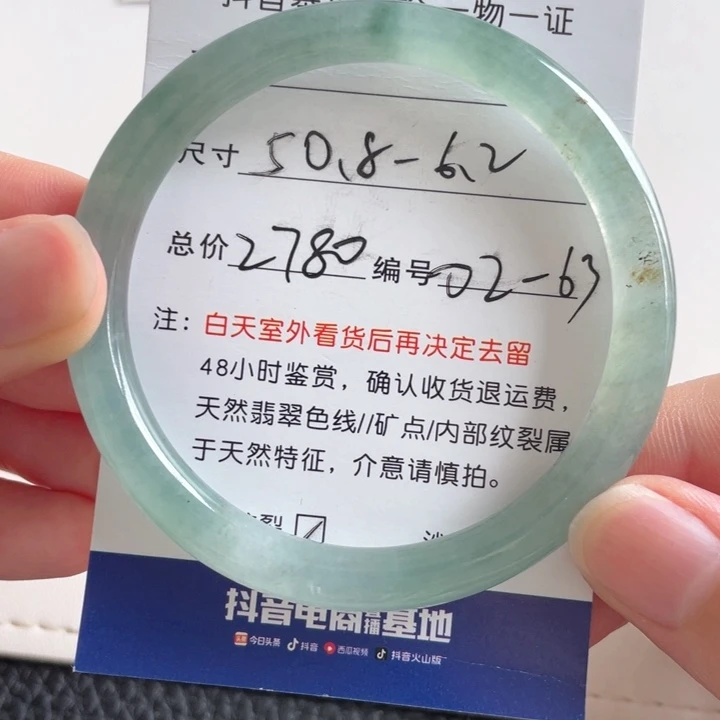 一物一证
尺寸 50.8-6.2
总价 2780 编号 02-63
注：白天室外看货后再决定去留
48小时鉴赏，确认收货退运费，
天然翡翠色线//矿点/内部纹裂属
于天然特征，介意请慎拍。
裂 ☑
抖音电商直播基地
今日头条 抖音 西瓜视频 抖音火山版